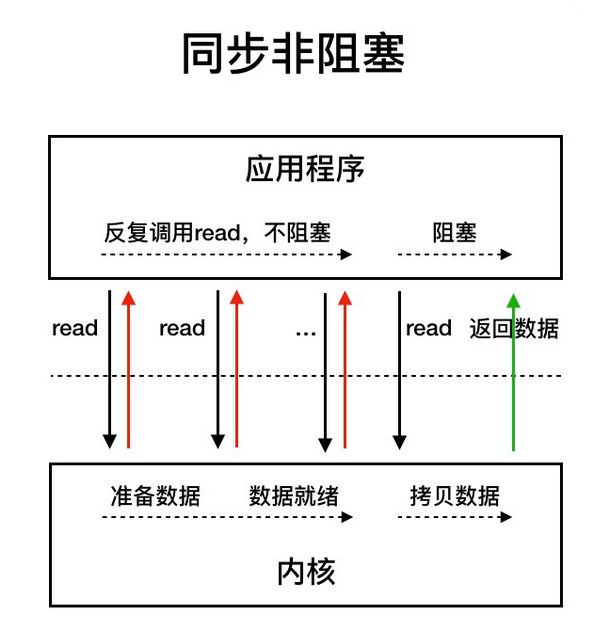 同步非阻塞
应用程序
反复调用read，不阻塞
阻塞
read
read
...
read
返回数据
准备数据
数据就绪
拷贝数据
内核